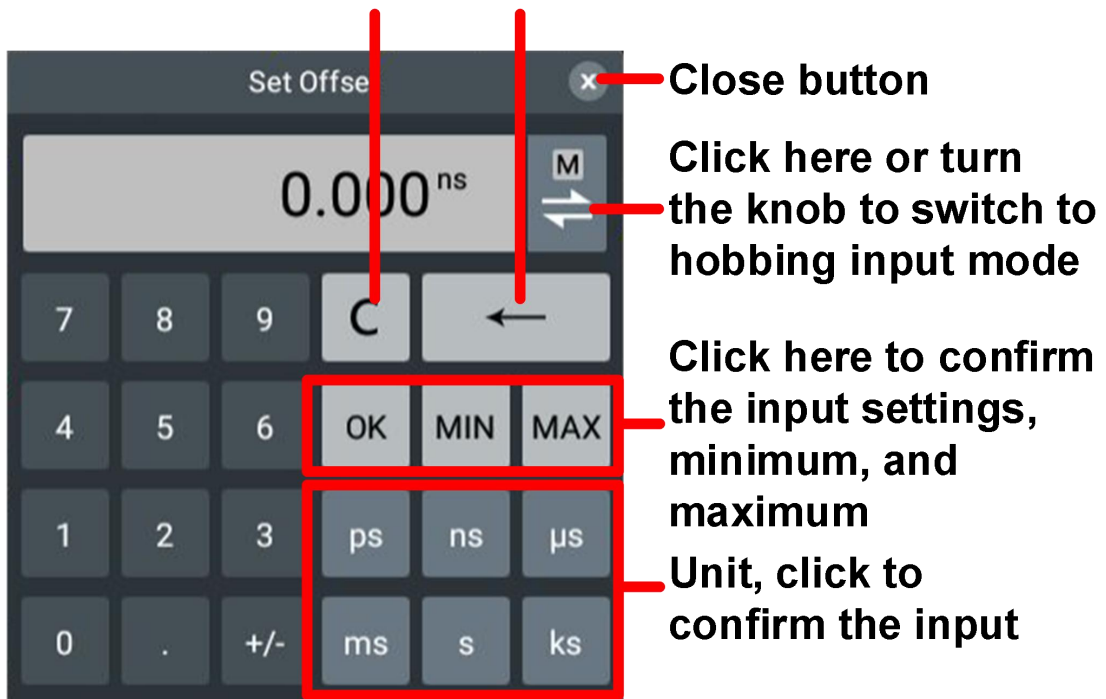 Set Offse
Close button
0.000 ns
M
Click here or turn
the knob to switch to
hobbing input mode
7 8 9 C ←
Click here to confirm
the input settings,
minimum, and
maximum
4 5 6 OK MIN MAX
1 2 3 ps ns µs
Unit, click to
confirm the input
0 . +/- ms s ks